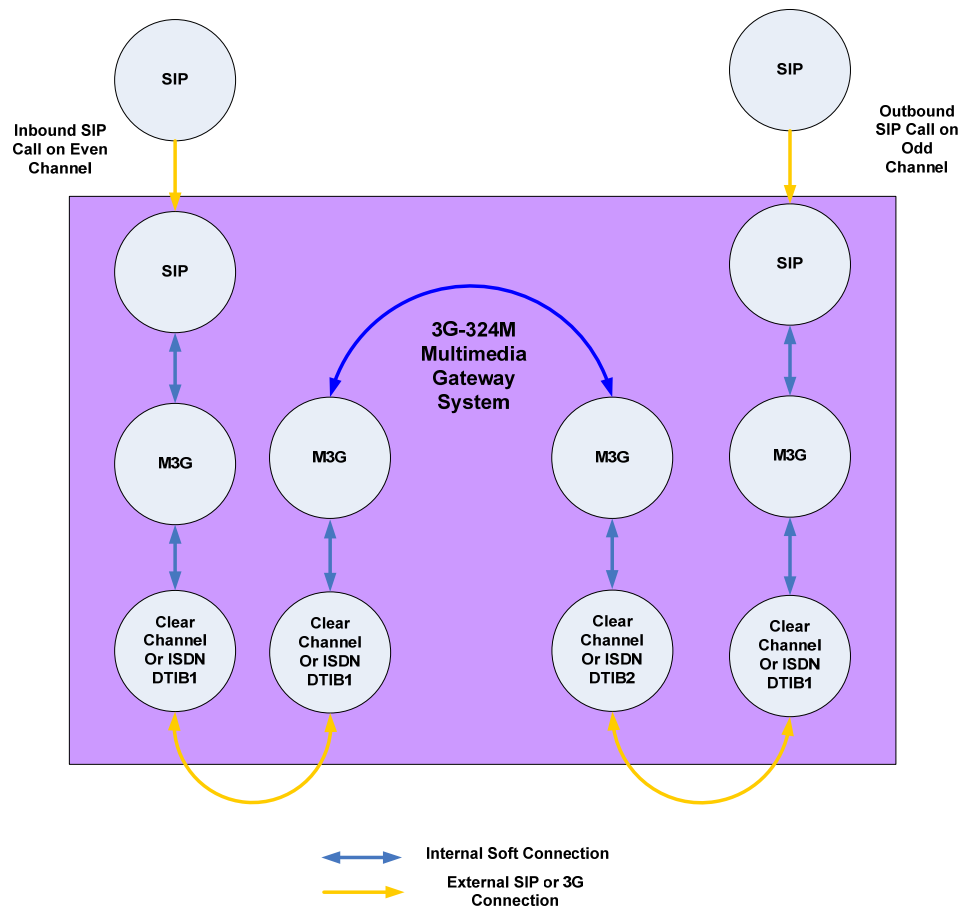 SIP
SIP
Inbound SIP
Call on Even
Channel
Outbound
SIP Call on
Odd
Channel
SIP
SIP
3G-324M
Multimedia
Gateway
System
M3G
M3G
M3G
M3G
Clear
Channel
Or ISDN
DTIB1
Clear
Channel
Or ISDN
DTIB1
Clear
Channel
Or ISDN
DTIB2
Clear
Channel
Or ISDN
DTIB1
Internal Soft Connection
External SIP or 3G
Connection